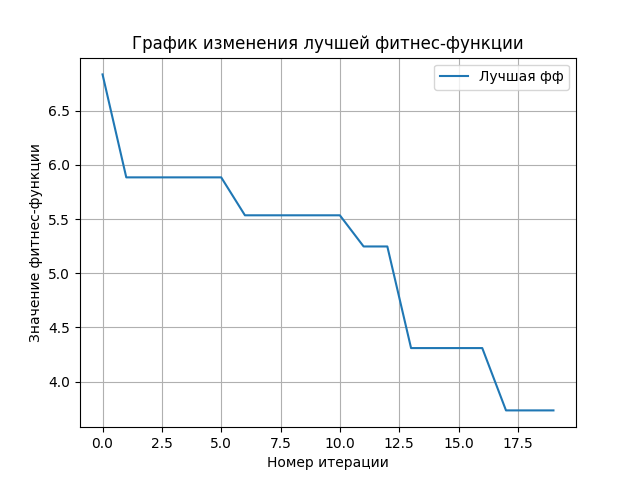 График изменения лучшей фитнес-функции
Лучшая фф
Значение фитнес-функции
6.5
6.0
5.5
5.0
4.5
4.0
0.0 2.5 5.0 7.5 10.0 12.5 15.0 17.5
Номер итерации